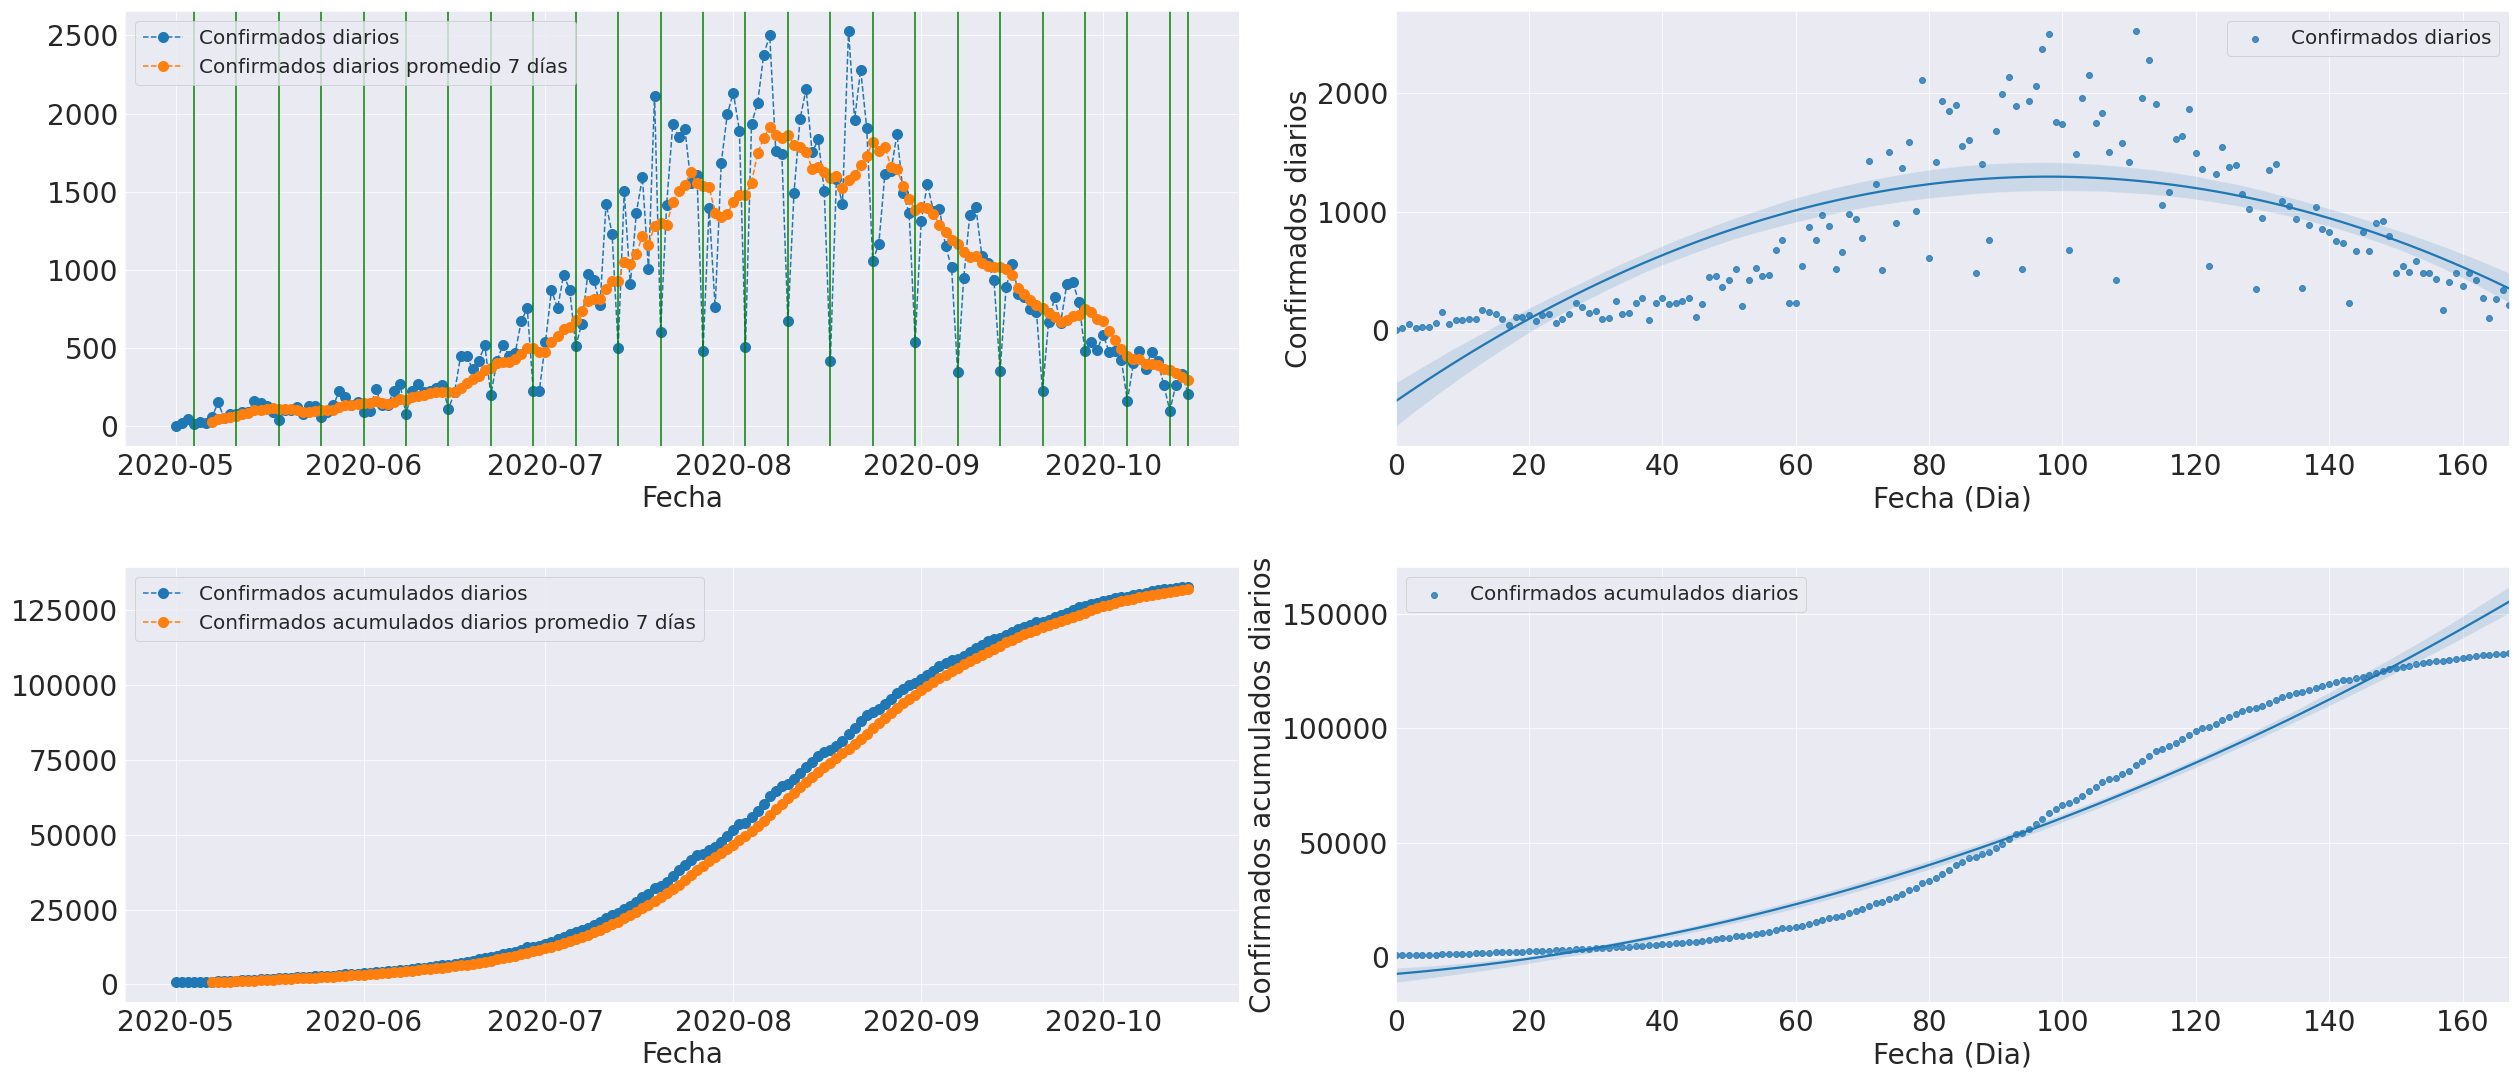 Confirmados diarios
Confirmados diarios promedio 7 días
2500
2000
1500
1000
500
0
2020-05 2020-06 2020-07 2020-08 2020-09 2020-10
Fecha
Confirmados diarios
Confirmados diarios
2000
1000
0
0 20 40 60 80 100 120 140 160
Fecha (Dia)
Confirmados acumulados diarios
Confirmados acumulados diarios promedio 7 días
125000
100000
75000
50000
25000
0
2020-05 2020-06 2020-07 2020-08 2020-09 2020-10
Fecha
Confirmados acumulados diarios
Confirmados acumulados diarios
150000
100000
50000
0
0 20 40 60 80 100 120 140 160
Fecha (Dia)